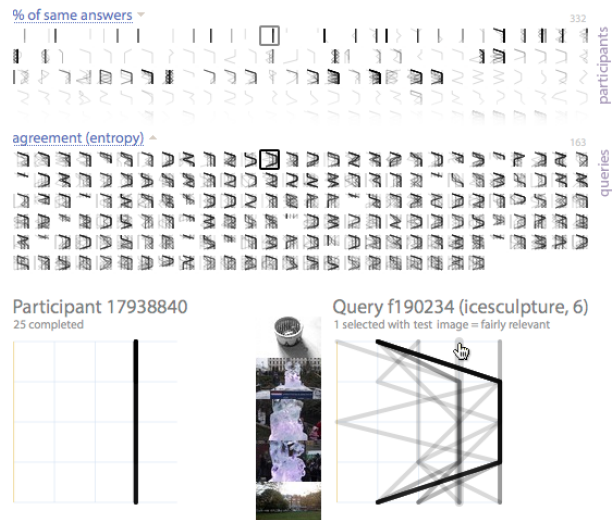 % of same answers
332
participants
agreement (entropy)
163
queries
Participant 17938840
25 completed
Query f190234 (icesculpture, 6)
1 selected with test image = fairly relevant